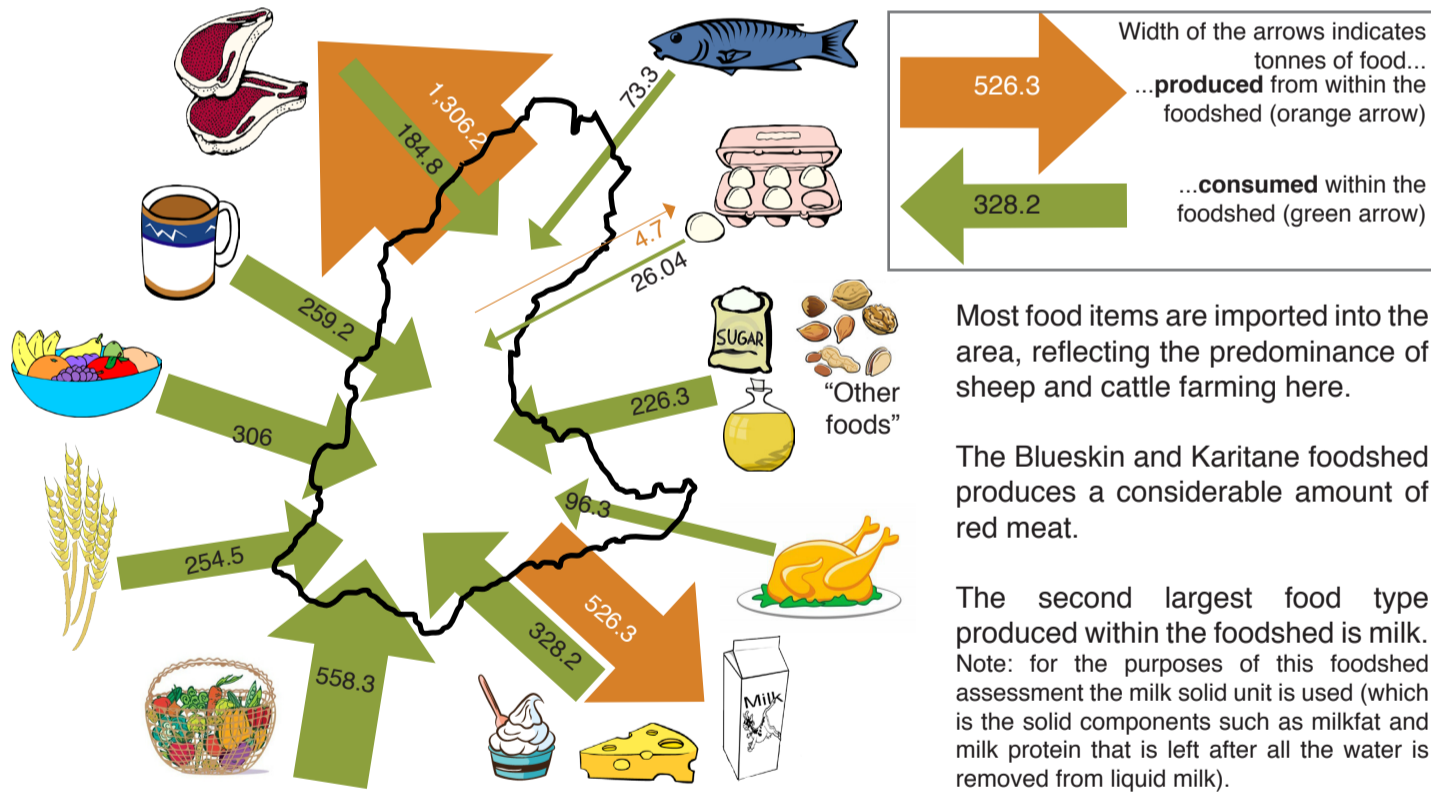 1,306.2
184.8
73.3
4.7
26.04
259.2
306
254.5
558.3
328.2
526.3
96.3
226.3
SUGAR
“Other
foods”
Milk
526.3
328.2
Width of the arrows indicates
tonnes of food...
...produced from within the
foodshed (orange arrow)
...consumed within the
foodshed (green arrow)
Most food items are imported into the
area, reflecting the predominance of
sheep and cattle farming here.
The Blueskin and Karitane foodshed
produces a considerable amount of
red meat.
The second largest food type
produced within the foodshed is milk.
Note: for the purposes of this foodshed
assessment the milk solid unit is used (which
is the solid components such as milkfat and
milk protein that is left after all the water is
removed from liquid milk).